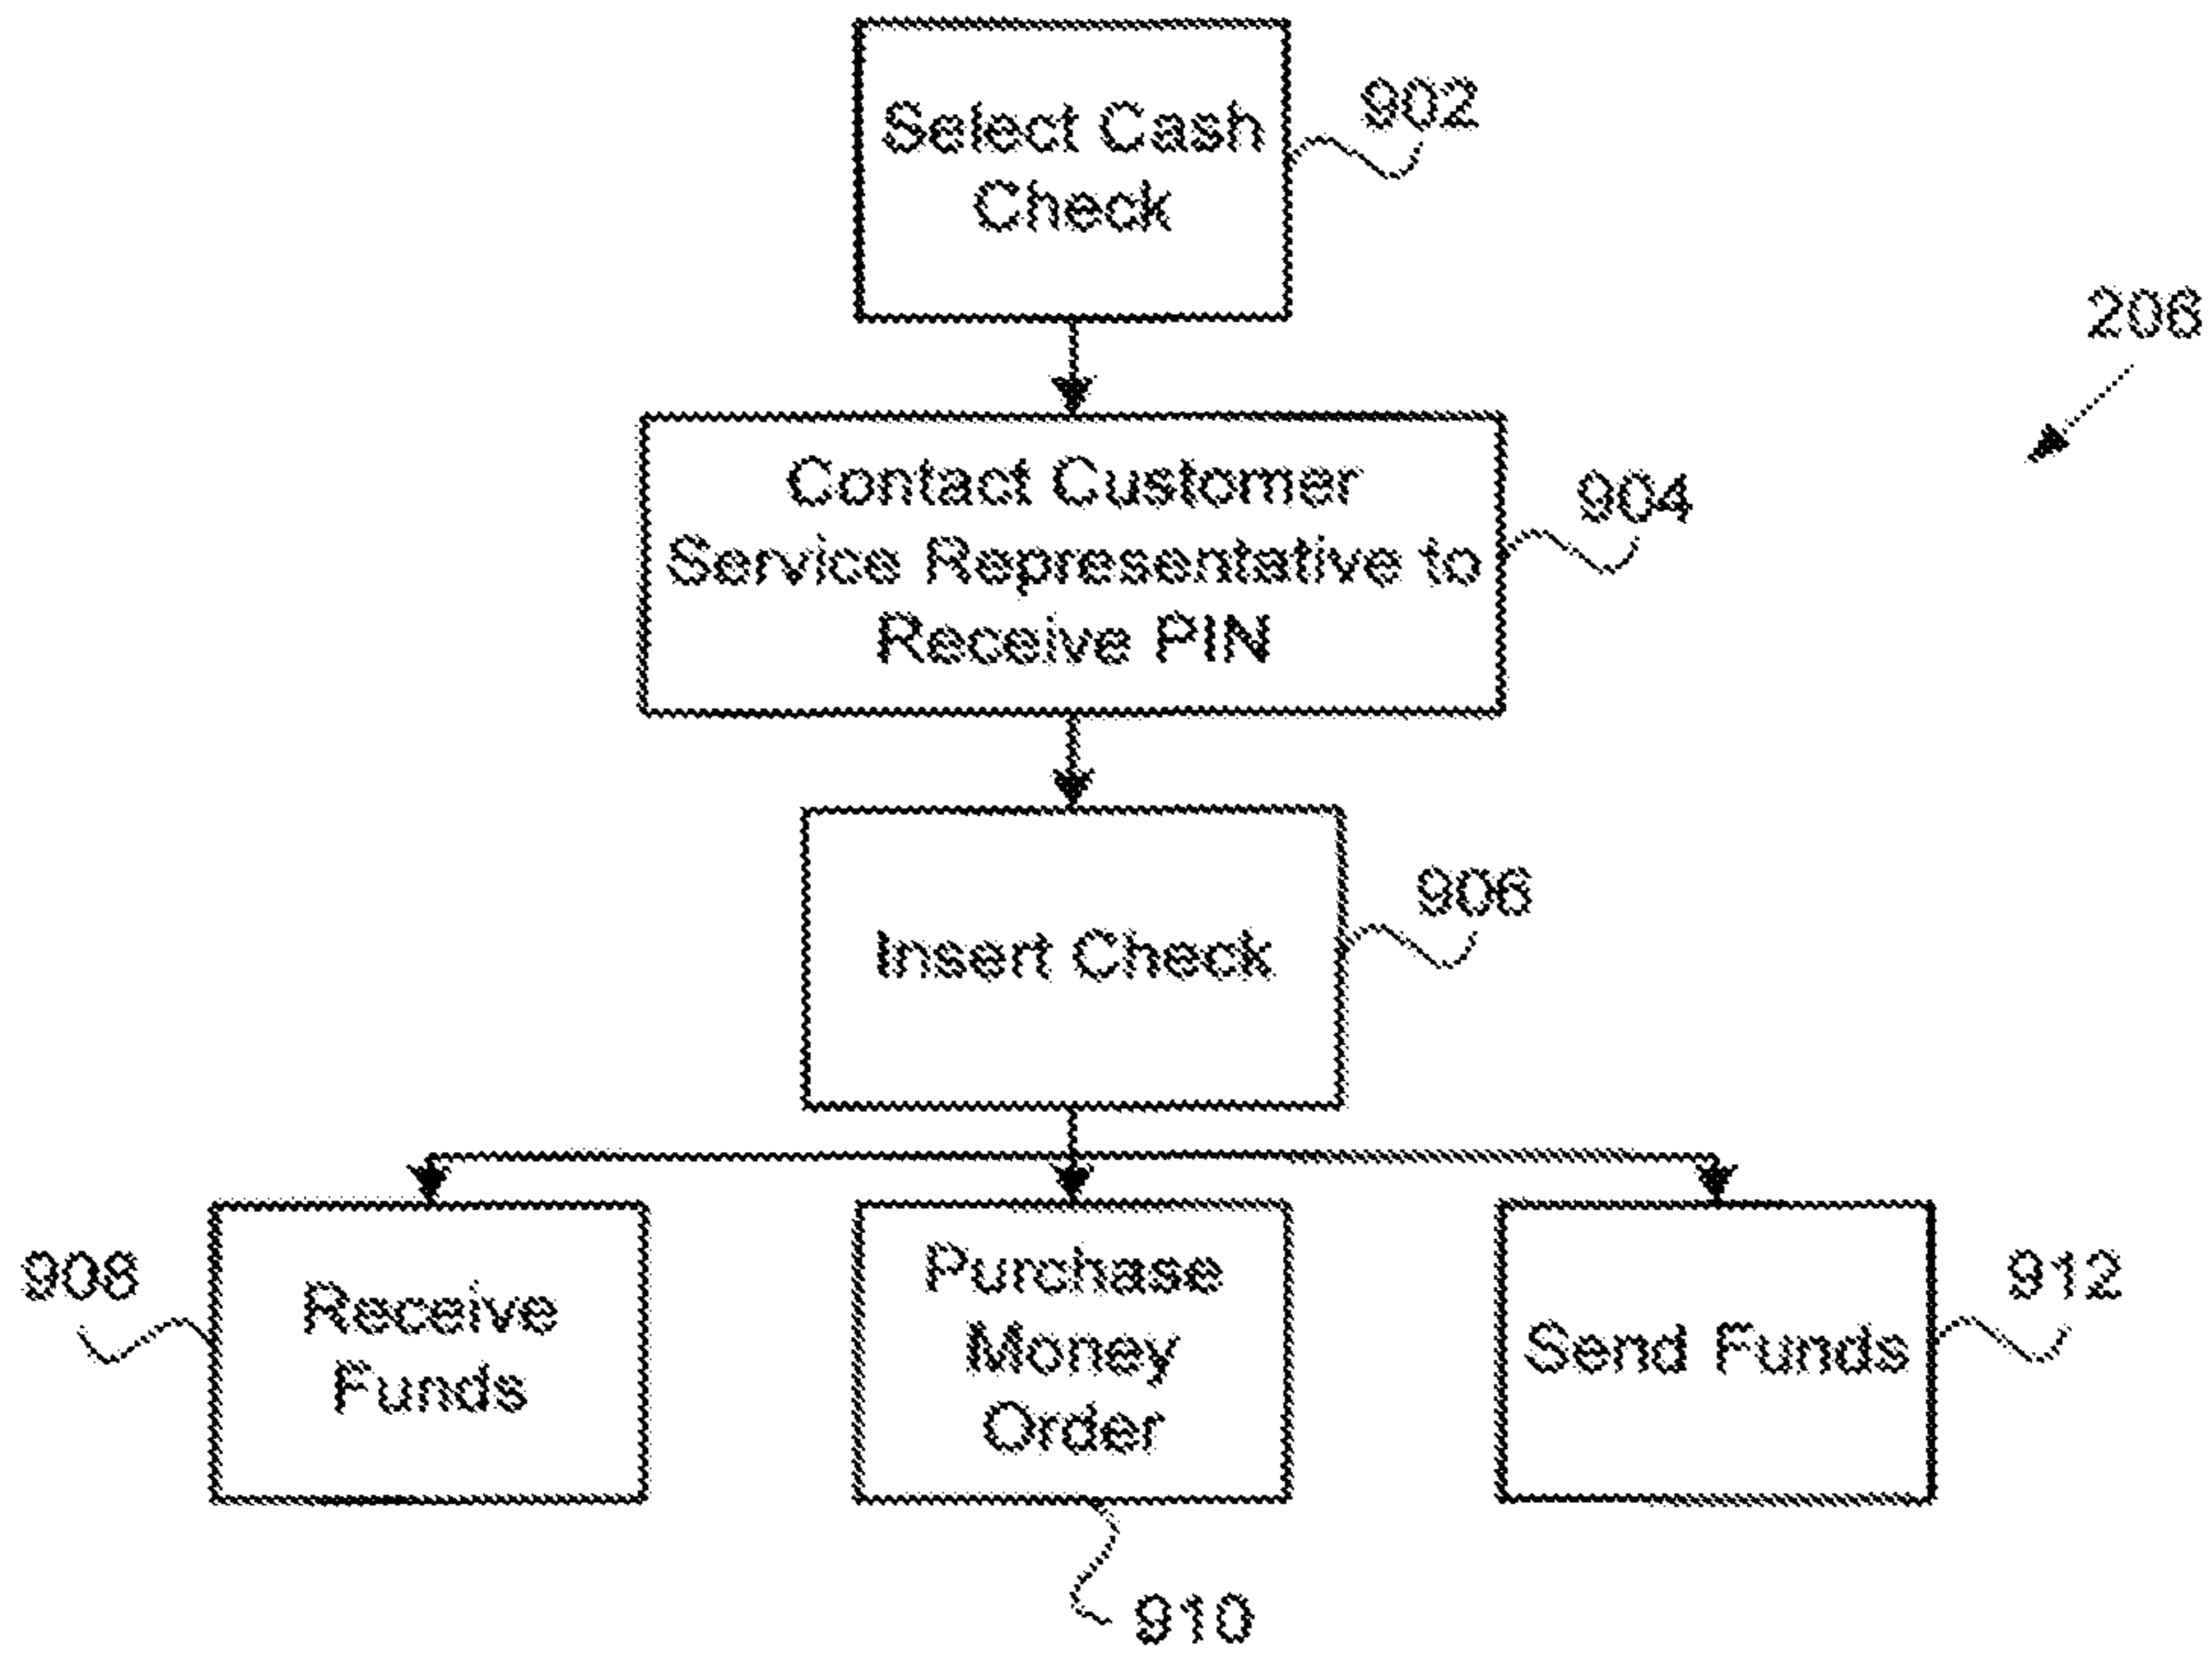 Select Cash
Check
902
206
Contact Customer
Service Representative to
Receive PIN
904
Insert Check
906
908
Receive
Funds
Purchase
Money
Order
Send Funds
912
910